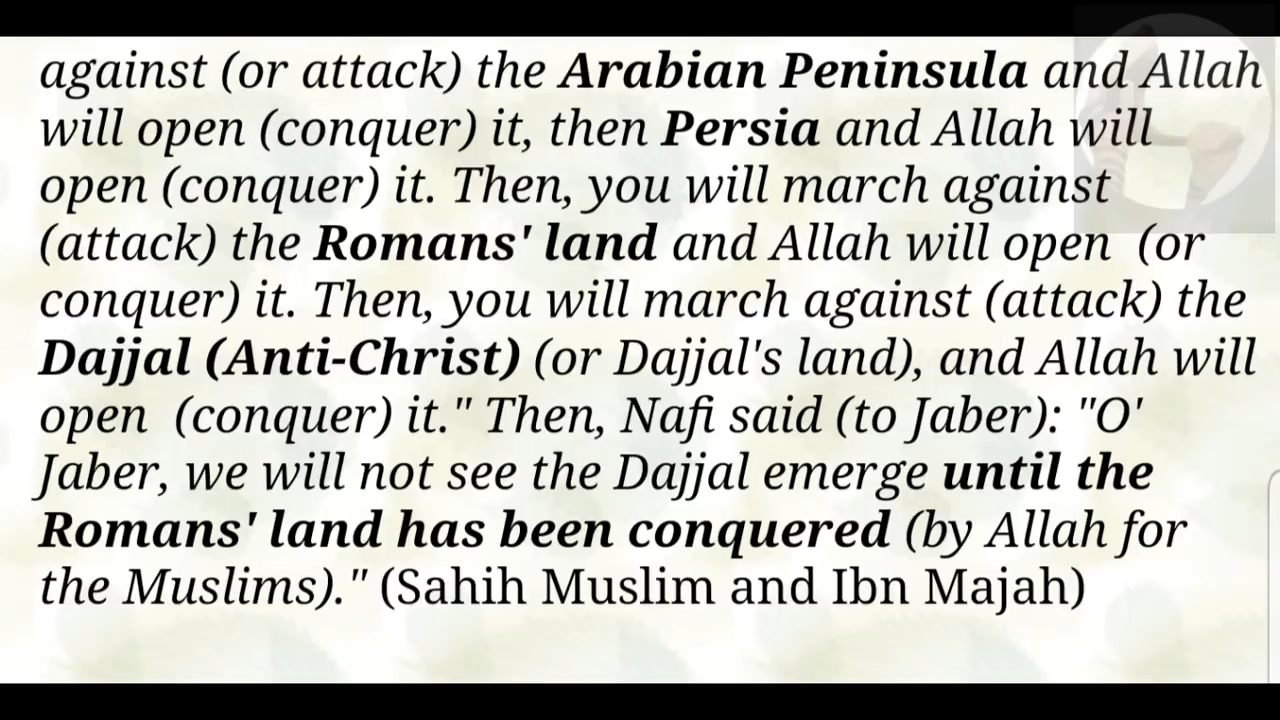 against (or attack) the Arabian Peninsula and Allah
will open (conquer) it, then Persia and Allah will
open (conquer) it. Then, you will march against
(attack) the Romans' land and Allah will open  (or
conquer) it. Then, you will march against (attack) the
Dajjal (Anti-Christ) (or Dajjal's land), and Allah will
open  (conquer) it." Then, Nafi said (to Jaber): "O'
Jaber, we will not see the Dajjal emerge until the
Romans' land has been conquered (by Allah for
the Muslims)." (Sahih Muslim and Ibn Majah)